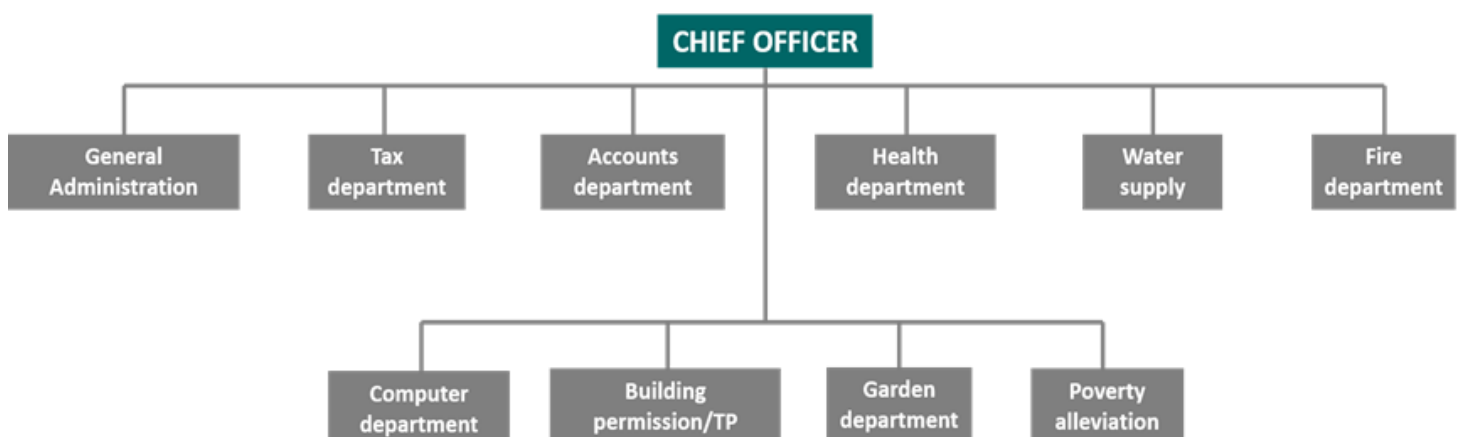 CHIEF OFFICER
General
Administration
Tax
department
Accounts
department
Health
department
Water
supply
Fire
department
Computer
department
Building
permission/TP
Garden
department
Poverty
alleviation